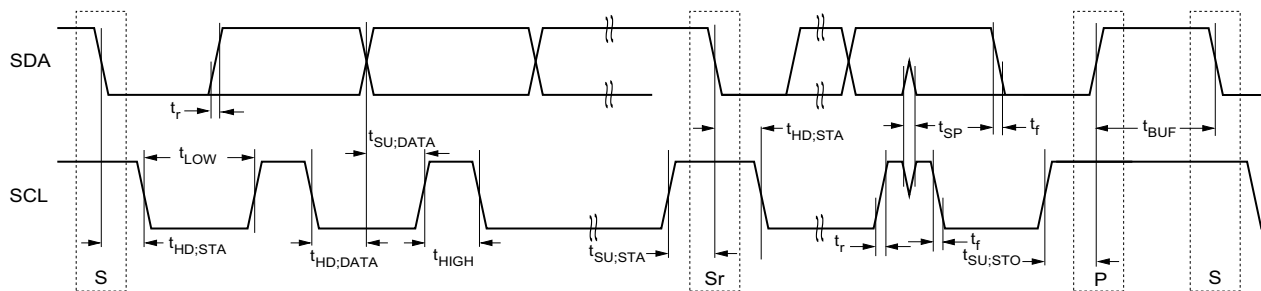 SDA
t_r
t_SU;DATA
t_HD;STA
t_SP
t_f
t_BUF
t_LOW
SCL
t_HD;STA
t_HD;DATA
t_HIGH
t_SU;STA
t_r
t_f
t_SU;STO
S
Sr
P
S